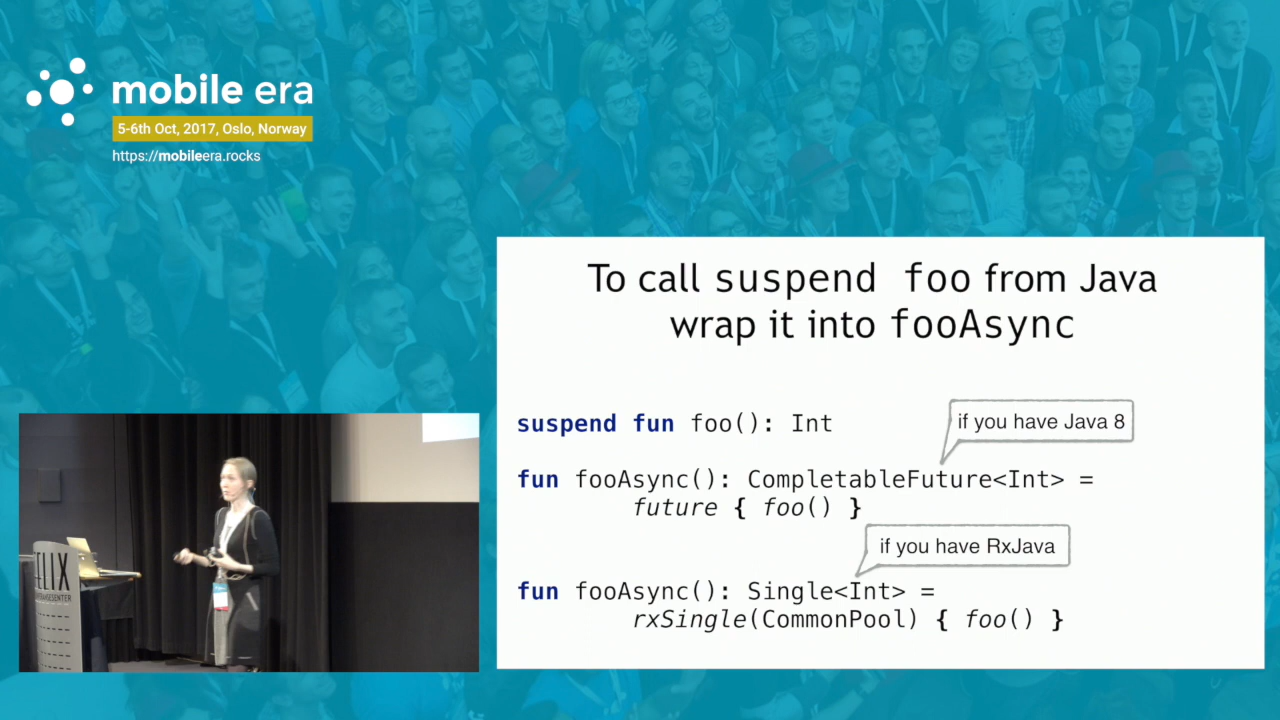 mobile era
5-6th Oct, 2017, Oslo, Norway
https://mobileera.rocks
To call suspend foo from Java
wrap it into fooAsync
suspend fun foo(): Int
if you have Java 8
fun fooAsync(): CompletableFuture<Int> =
future { foo() }
if you have RxJava
fun fooAsync(): Single<Int> =
rxSingle(CommonPool) { foo() }